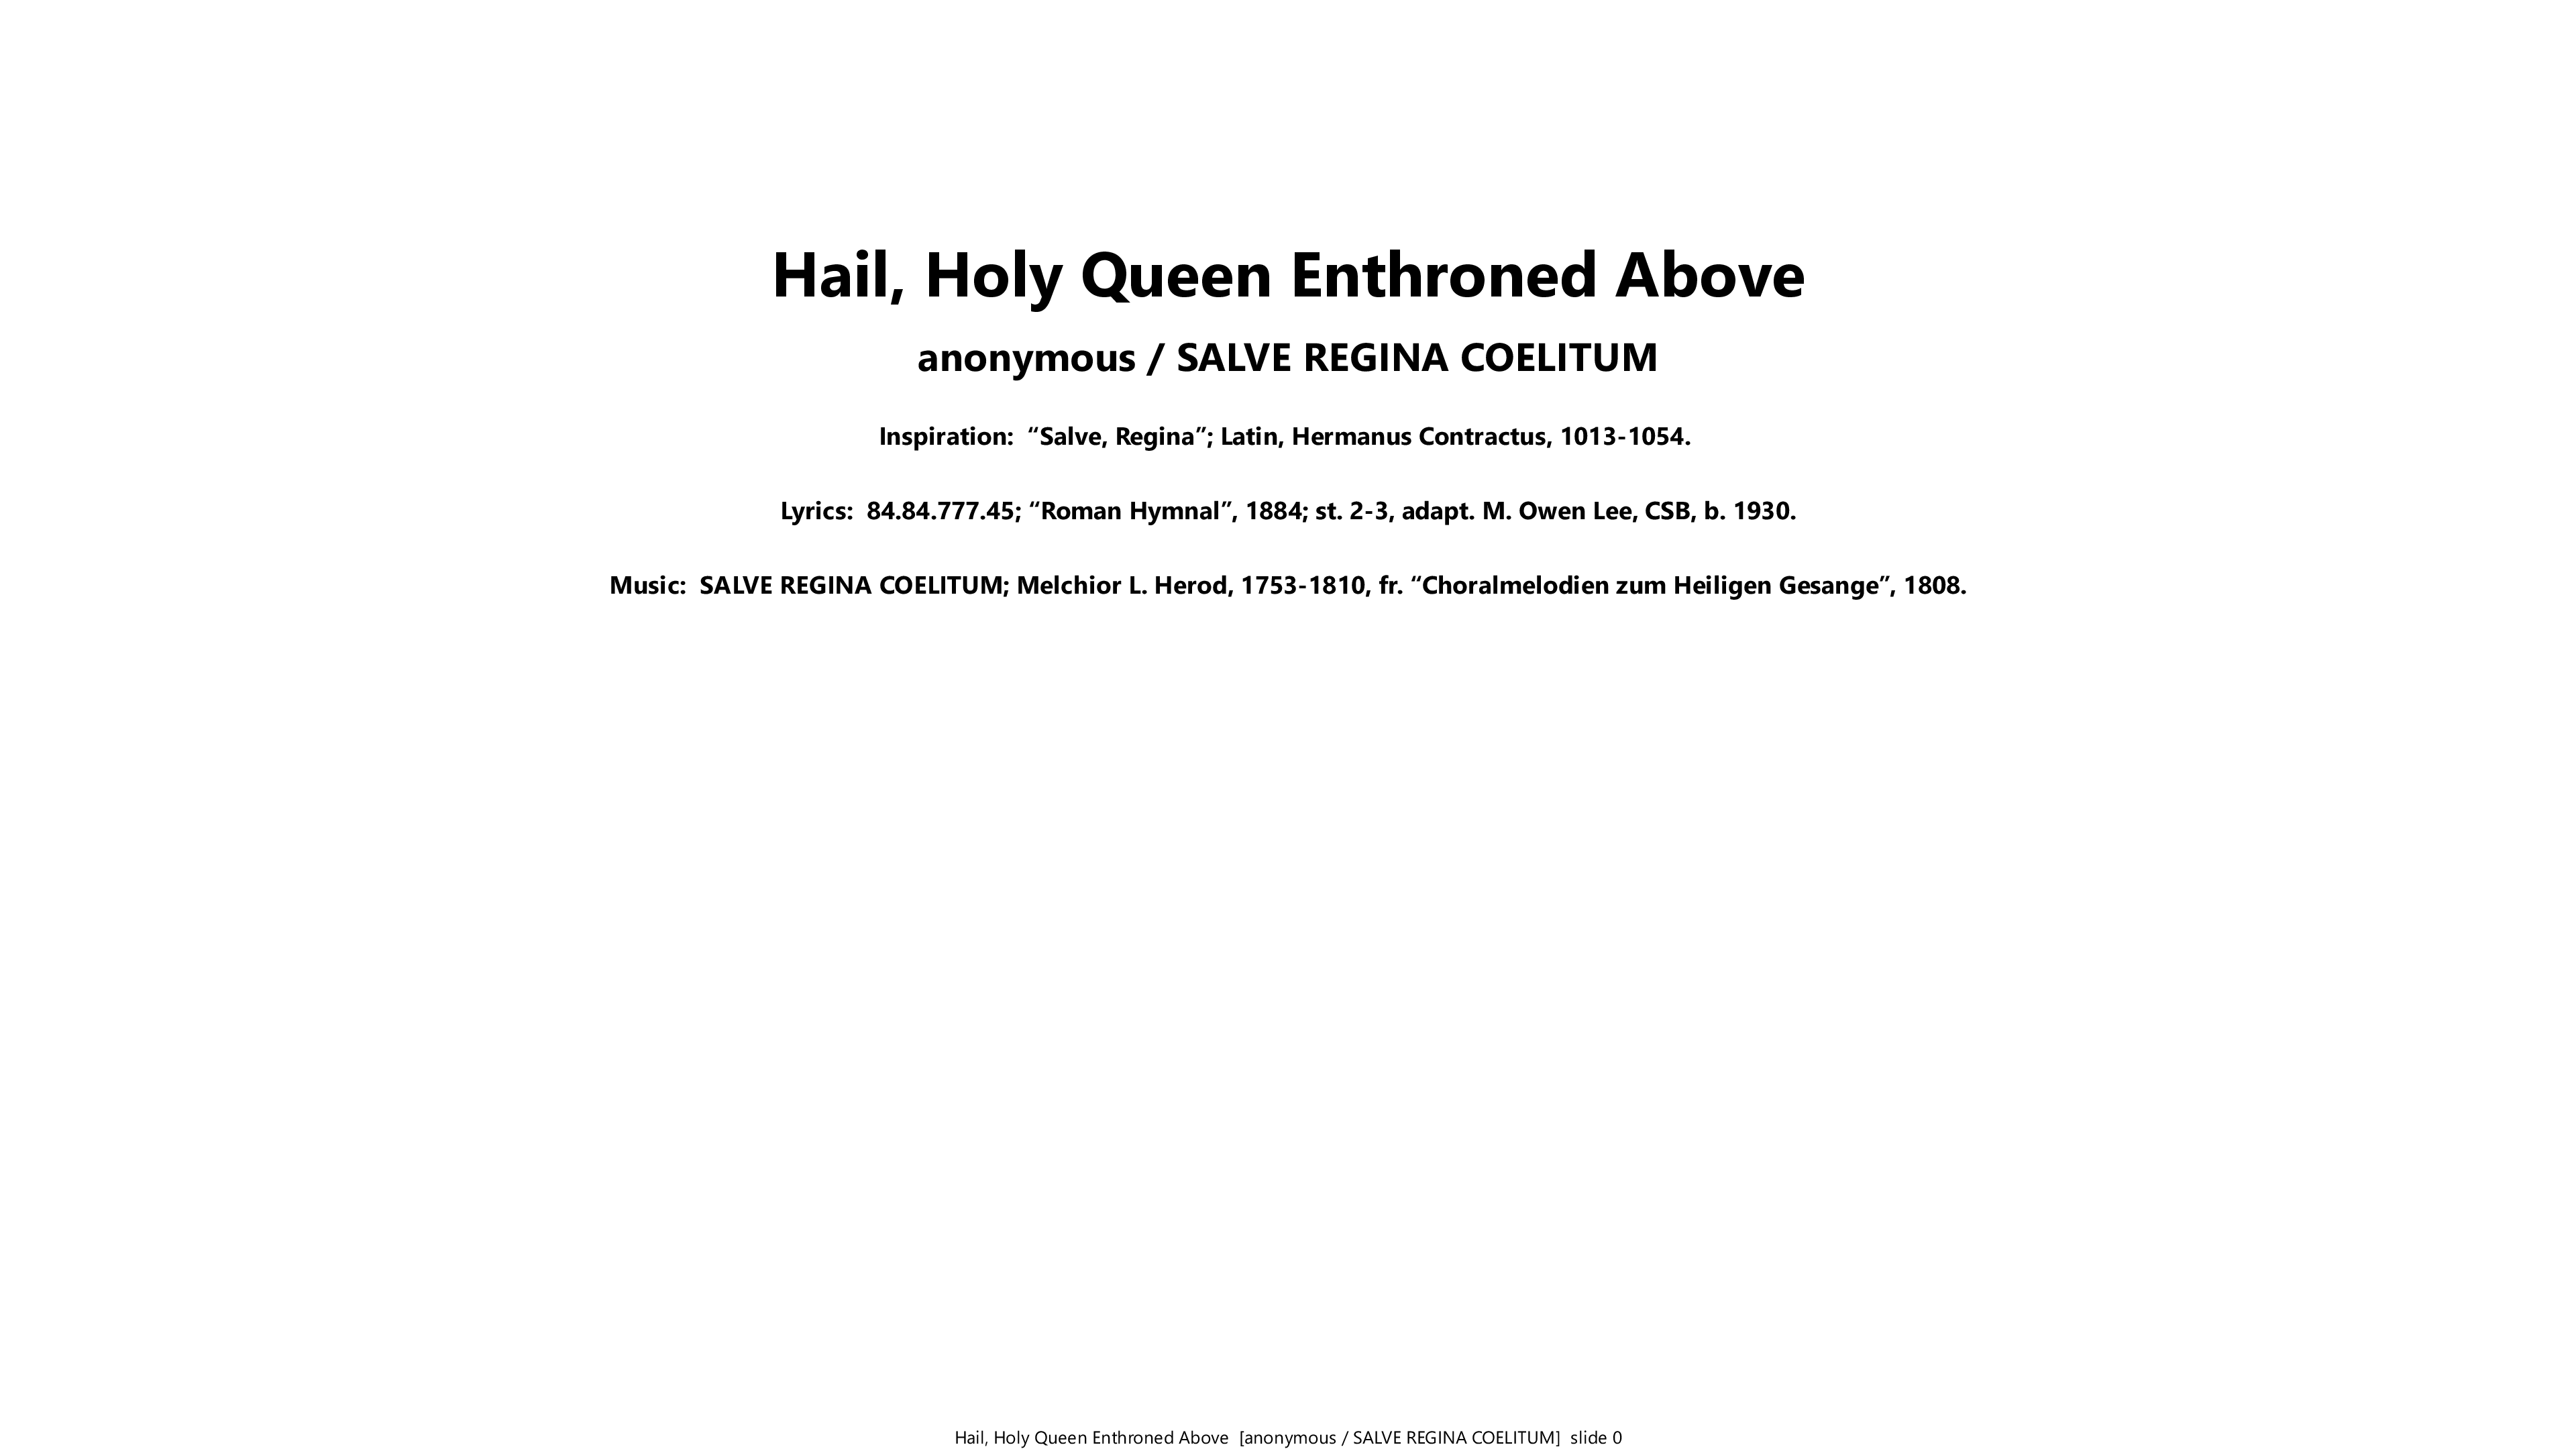 Hail, Holy Queen Enthroned Above
anonymous / SALVE REGINA COELITUM
Inspiration:  “Salve, Regina”; Latin, Hermanus Contractus, 1013-1054.
Lyrics:  84.84.777.45; “Roman Hymnal”, 1884; st. 2-3, adapt. M. Owen Lee, CSB, b. 1930.
Music:  SALVE REGINA COELITUM; Melchior L. Herod, 1753-1810, fr. “Choralmelodien zum Heiligen Gesange”, 1808.
Hail, Holy Queen Enthroned Above  [anonymous / SALVE REGINA COELITUM]  slide 0